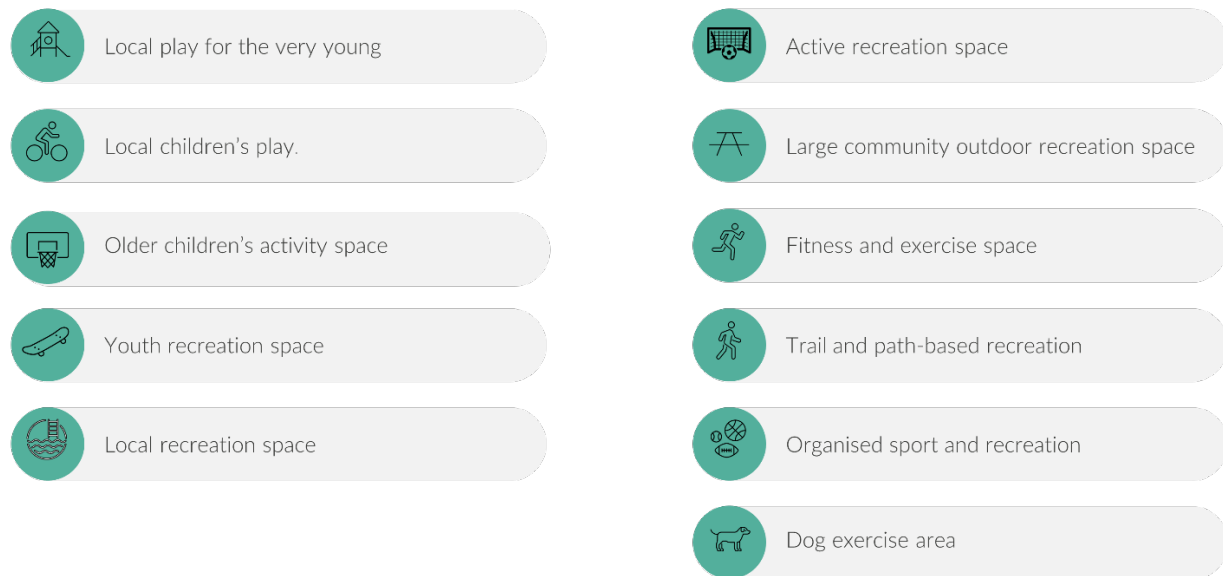 Local play for the very young
Local children's play.
Older children's activity space
Youth recreation space
Local recreation space
Active recreation space
Large community outdoor recreation space
Fitness and exercise space
Trail and path-based recreation
Organised sport and recreation
Dog exercise area